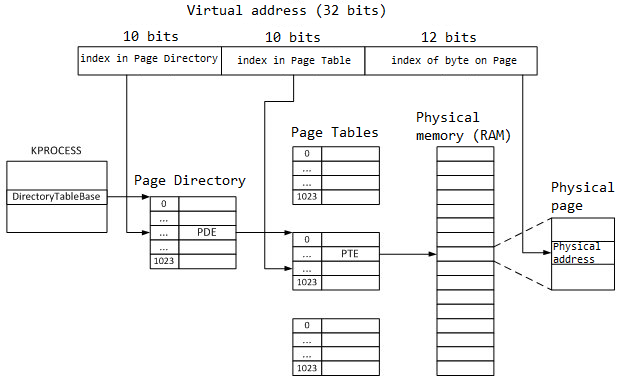 Virtual address (32 bits)
10 bits
10 bits
12 bits
index in Page Directory
index in Page Table
index of byte on Page
Physical
memory (RAM)
Page Tables
KPROCESS
DirectoryTableBase
Page Directory
0
...
...
PDE
...
1023
0
...
...
1023
0
...
PTE
...
1023
0
...
...
1023
Physical
page
Physical
address